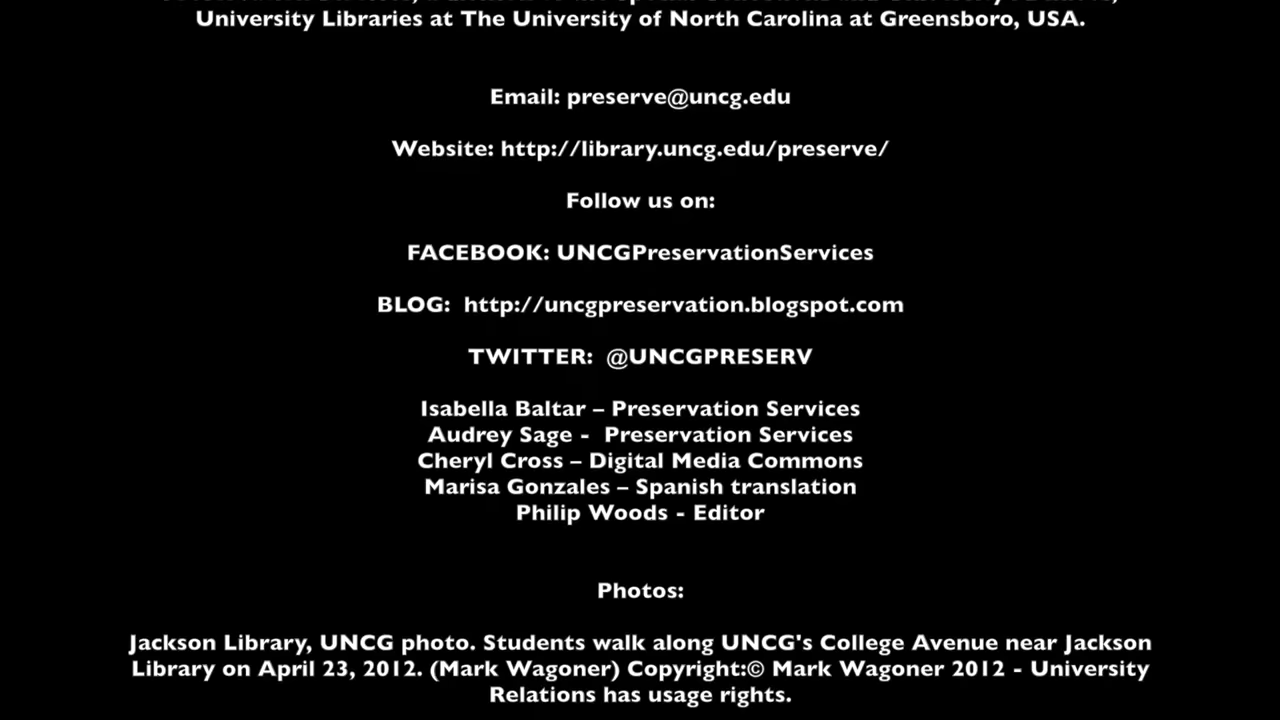 University Libraries at The University of North Carolina at Greensboro, USA.
Email: preserve@uncg.edu
Website: http://library.uncg.edu/preserve/
Follow us on:
FACEBOOK: UNCGPreservationServices
BLOG:  http://uncgpreservation.blogspot.com
TWITTER:  @UNCGPRESERV
Isabella Baltar – Preservation Services
Audrey Sage -  Preservation Services
Cheryl Cross – Digital Media Commons
Marisa Gonzales – Spanish translation
Philip Woods - Editor
Photos:
Jackson Library, UNCG photo. Students walk along UNCG's College Avenue near Jackson
Library on April 23, 2012. (Mark Wagoner) Copyright:© Mark Wagoner 2012 - University
Relations has usage rights.